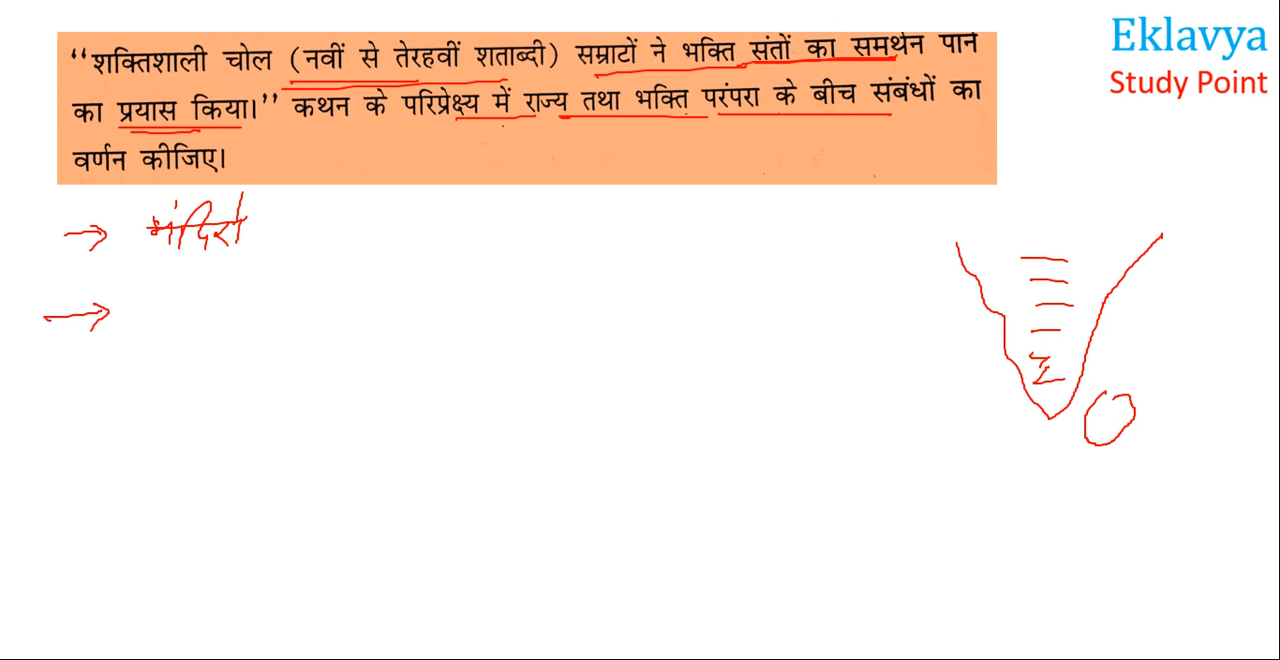 Eklavya
Study Point
“शक्तिशाली चोल (नवीं से तेरहवीं शताब्दी) सम्राटों ने भक्ति संतों का समर्थन पाने
का प्रयास किया।” कथन के परिप्रेक्ष्य में राज्य तथा भक्ति परंपरा के बीच संबंधों का
वर्णन कीजिए।
→ मंदिरो
→